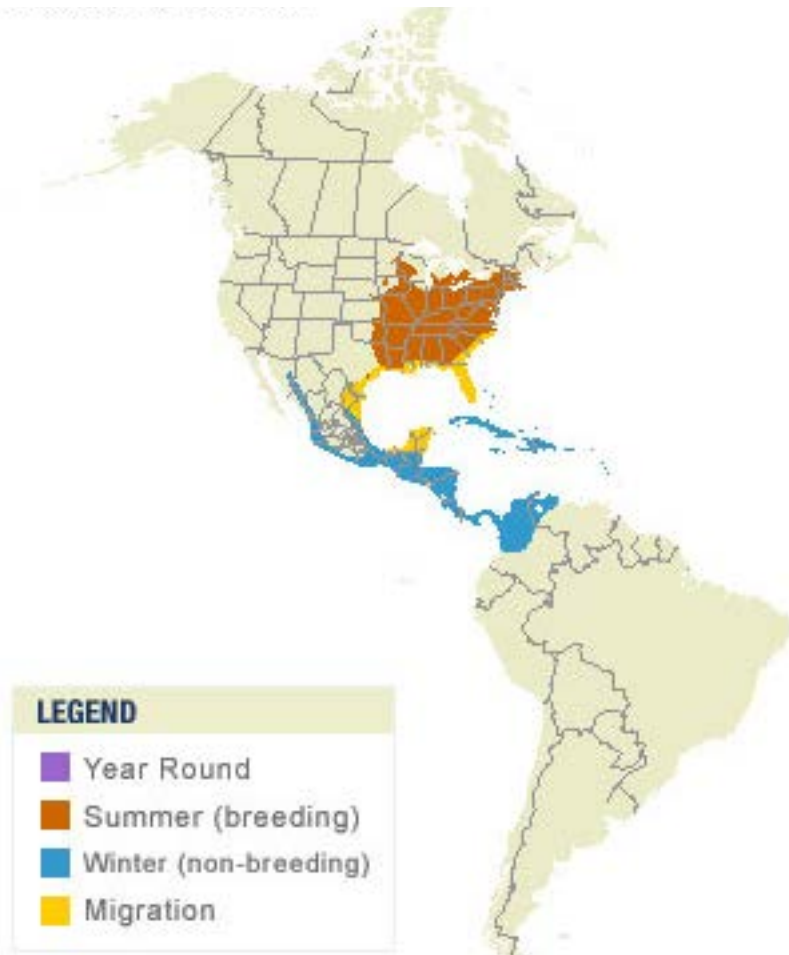 LEGEND
Year Round
Summer (breeding)
Winter (non-breeding)
Migration